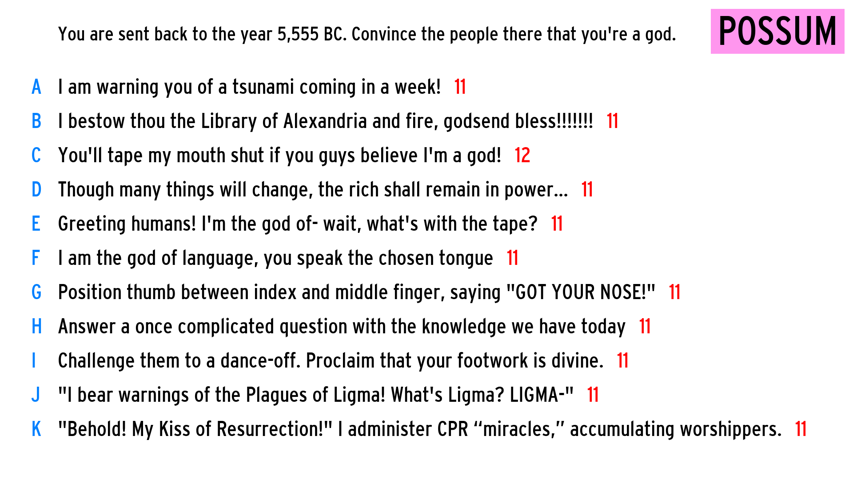 You are sent back to the year 5,555 BC. Convince the people there that you're a god.
POSSUM
A I am warning you of a tsunami coming in a week! 11
B I bestow thou the Library of Alexandria and fire, godsend bless!!!!!!! 11
C You'll tape my mouth shut if you guys believe I'm a god! 12
D Though many things will change, the rich shall remain in power... 11
E Greeting humans! I'm the god of- wait, what's with the tape? 11
F I am the god of language, you speak the chosen tongue 11
G Position thumb between index and middle finger, saying "GOT YOUR NOSE!" 11
H Answer a once complicated question with the knowledge we have today 11
I Challenge them to a dance-off. Proclaim that your footwork is divine. 11
J "I bear warnings of the Plagues of Ligma! What's Ligma? LIGMA-" 11
K "Behold! My Kiss of Resurrection!" I administer CPR “miracles,” accumulating worshippers. 11